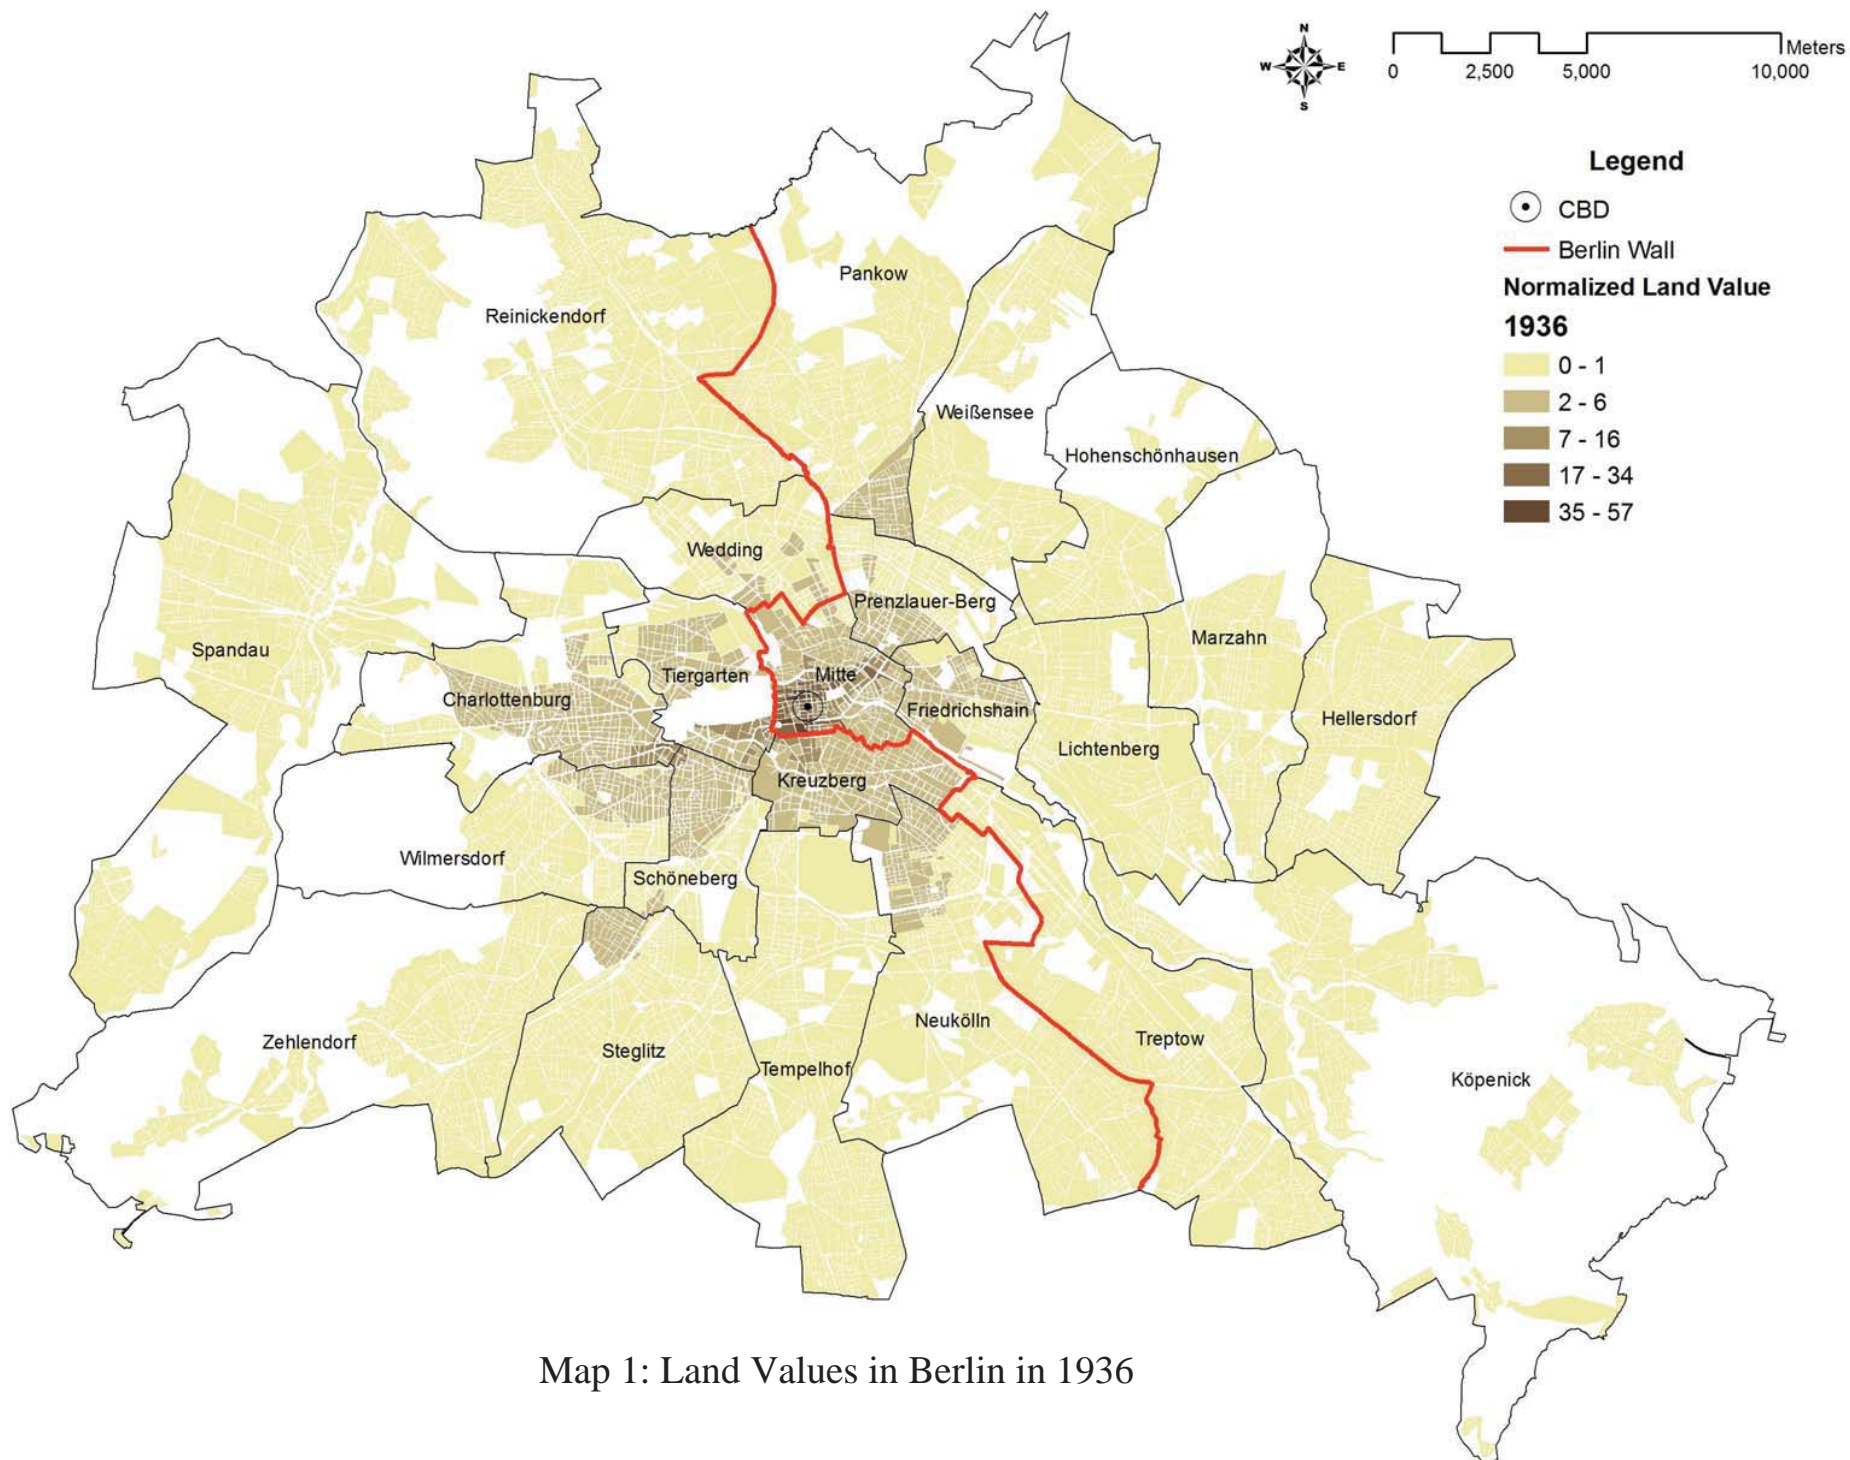 N
W E
S
Meters
0 2,500 5,000 10,000
Legend
CBD
Berlin Wall
Normalized Land Value
1936
0 - 1
2 - 6
7 - 16
17 - 34
35 - 57
Pankow
Reinickendorf
Weißensee
Hohenschönhausen
Wedding
Prenzlauer-Berg
Marzahn
Spandau
Tiergarten
Mitte
Charlottenburg
Friedrichshain
Hellersdorf
Lichtenberg
Kreuzberg
Wilmersdorf
Schöneberg
Neukölln
Treptow
Zehlendorf
Steglitz
Tempelhof
Köpenick
Map 1: Land Values in Berlin in 1936